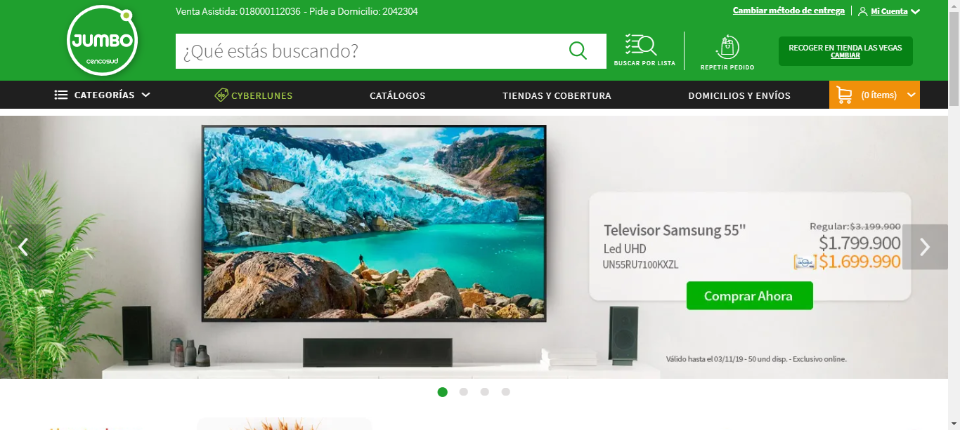 Venta Asistida: 018000112036 - Pide a Domicilio: 2042304
Cambiar método de entrega
Mi Cuenta
JUMBO
cencosud
¿Qué estás buscando?
BUSCAR POR LISTA
REPETIR PEDIDO
RECOGER EN TIENDA LAS VEGAS
CAMBIAR
CATEGORÍAS
CYBERLUNES
CATÁLOGOS
TIENDAS Y COBERTURA
DOMICILIOS Y ENVÍOS
(0 ítems)
Televisor Samsung 55"
Led UHD
UN55RU7100KXZL
Regular:$3.199.900
$1.799.900
$1.699.990
Comprar Ahora
Válido hasta el 03/11/19 - 50 und disp. - Exclusivo online.